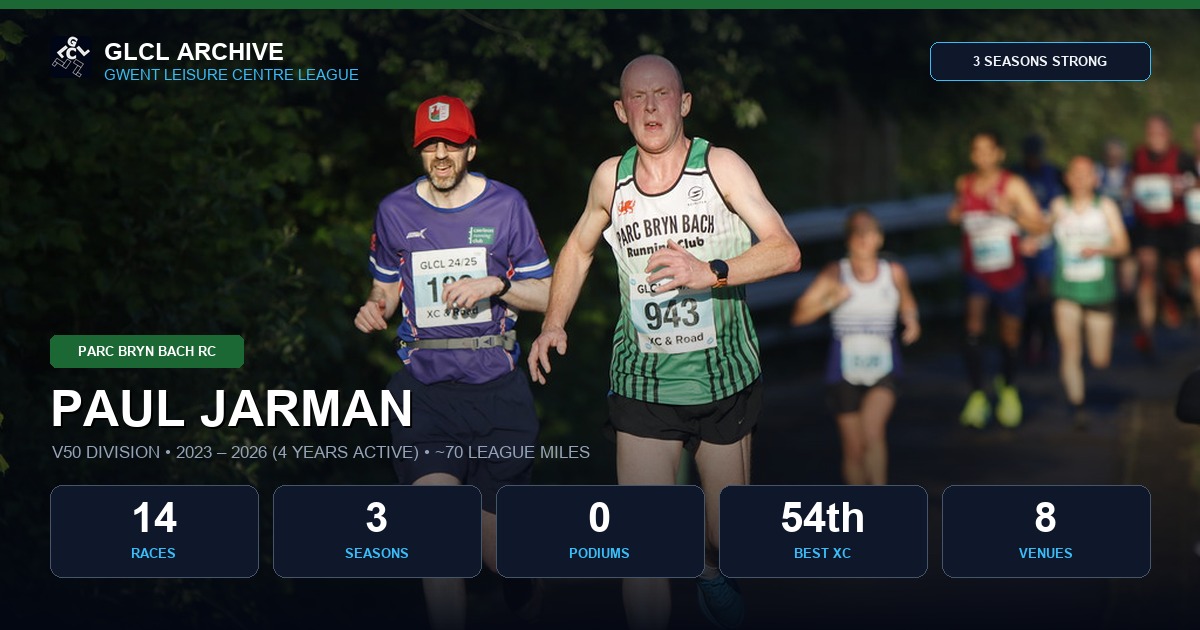 GLCL ARCHIVE
GWENT LEISURE CENTRE LEAGUE
3 SEASONS STRONG
GLCL 24/25
XC & Road
PARC BRYN BACH
Running Club
943
XC & Road
PARC BRYN BACH RC
PAUL JARMAN
V50 DIVISION • 2023 – 2026 (4 YEARS ACTIVE) • ~70 LEAGUE MILES
14
RACES
3
SEASONS
0
PODIUMS
54th
BEST XC
8
VENUES